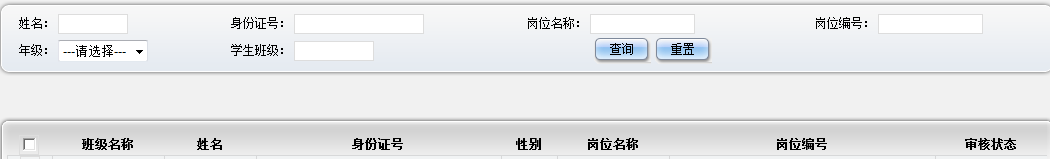 姓名： 身份证号： 岗位名称： 岗位编号：
年级： ---请选择--- 学生班级： 查询 重置
班级名称 姓名 身份证号 性别 岗位名称 岗位编号 审核状态